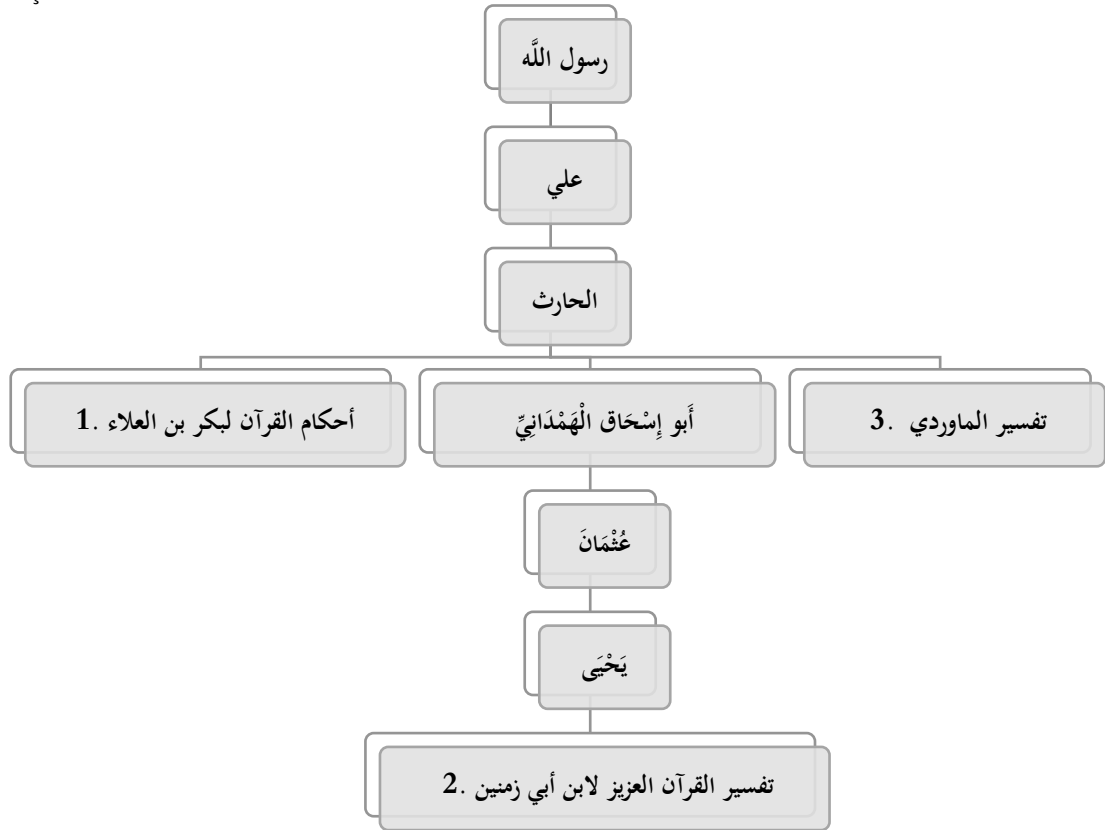 رسول اللَّه
علي
الحارث
3. تفسير الماوردي
أَبو إِسْحَاق الْهَمْدَانِيِّ
1. أحكام القرآن لبكر بن العلاء
عُثْمَانَ
يَحْيَى
2. تفسير القرآن العزيز لابن أبي زمنين